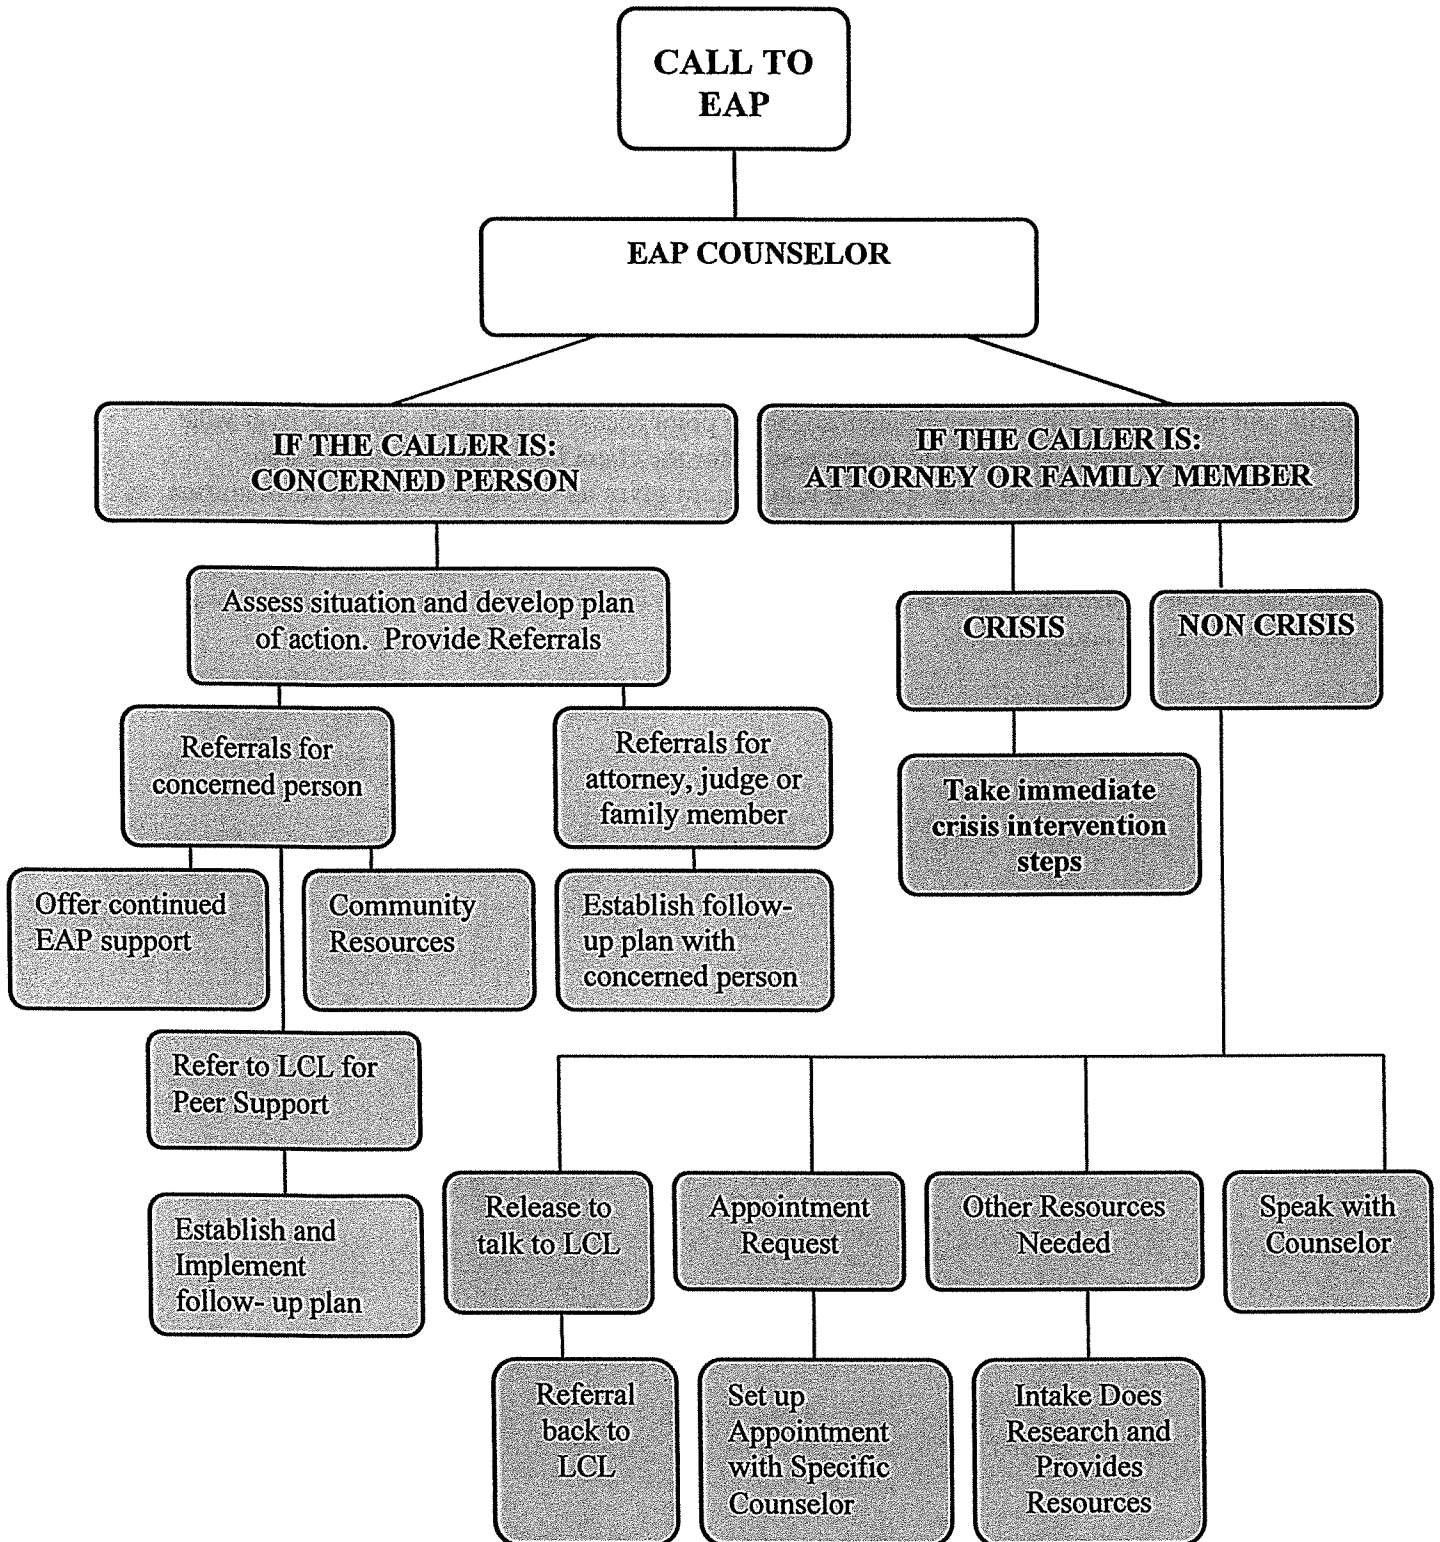 CALL TO
EAP
EAP COUNSELOR
IF THE CALLER IS:
CONCERNED PERSON
IF THE CALLER IS:
ATTORNEY OR FAMILY MEMBER
Assess situation and develop plan
of action. Provide Referrals
CRISIS
NON CRISIS
Referrals for
concerned person
Referrals for
attorney, judge or
family member
Take immediate
crisis intervention
steps
Offer continued
EAP support
Community
Resources
Establish follow-
up plan with
concerned person
Refer to LCL for
Peer Support
Establish and
Implement
follow- up plan
Release to
talk to LCL
Appointment
Request
Other Resources
Needed
Speak with
Counselor
Referral
back to
LCL
Set up
Appointment
with Specific
Counselor
Intake Does
Research and
Provides
Resources